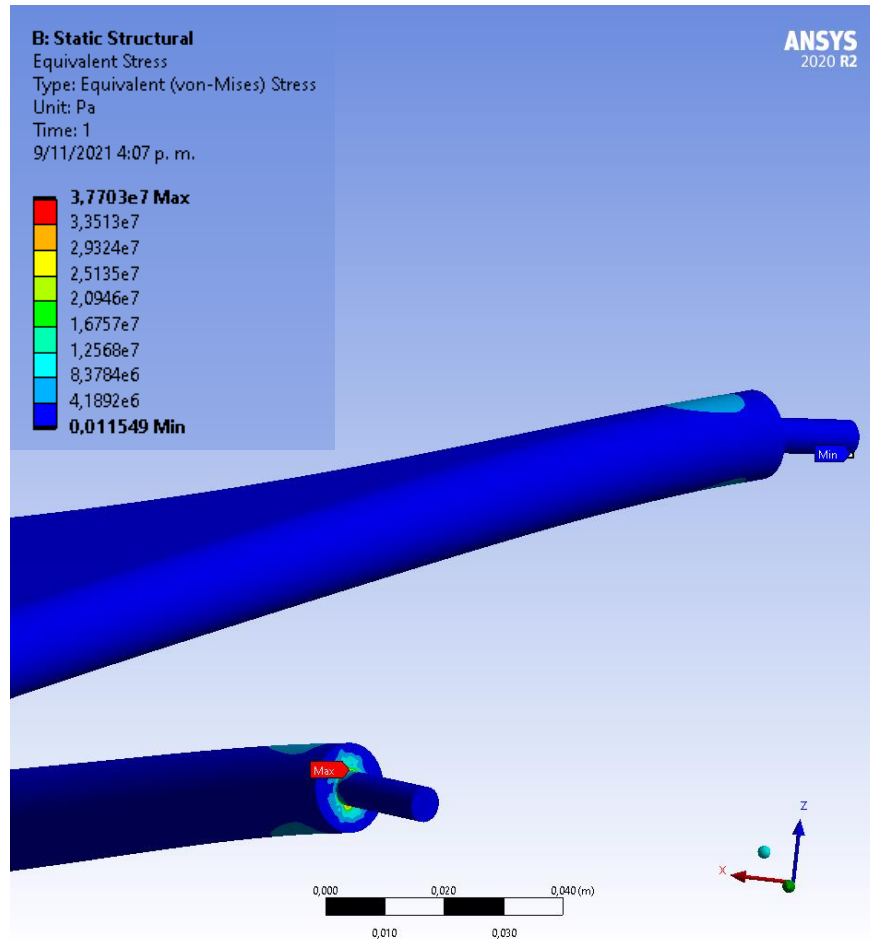 B: Static Structural
Equivalent Stress
Type: Equivalent (von-Mises) Stress
Unit: Pa
Time: 1
9/11/2021 4:07 p. m.
3,7703e7 Max
3,3513e7
2,9324e7
2,5135e7
2,0946e7
1,6757e7
1,2568e7
8,3784e6
4,1892e6
0,011549 Min
ANSYS
2020 R2
Min
Max
Z
X
0,000 0,020 0,040 (m)
0,010 0,030